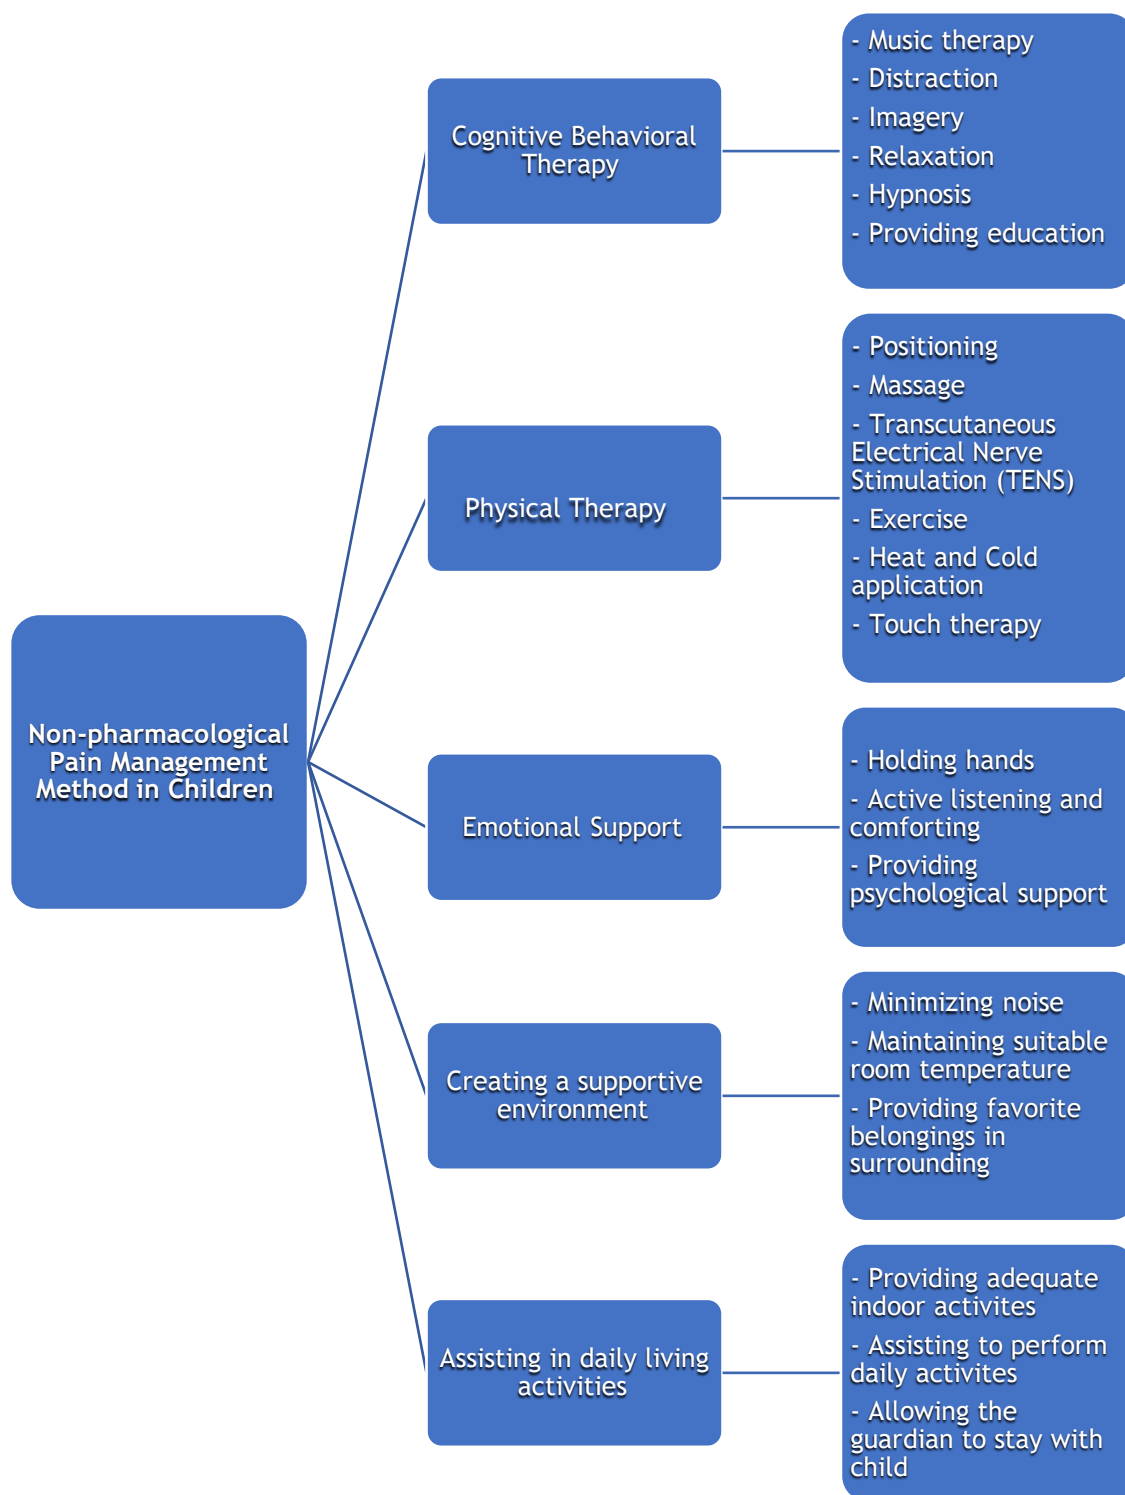 Non-pharmacological
Pain Management
Method in Children
Cognitive Behavioral
Therapy
- Music therapy
- Distraction
- Imagery
- Relaxation
- Hypnosis
- Providing education
Physical Therapy
- Positioning
- Massage
- Transcutaneous
Electrical Nerve
Stimulation (TENS)
- Exercise
- Heat and Cold
application
- Touch therapy
Emotional Support
- Holding hands
- Active listening and
comforting
- Providing
psychological support
Creating a supportive
environment
- Minimizing noise
- Maintaining suitable
room temperature
- Providing favorite
belongings in
surrounding
Assisting in daily living
activities
- Providing adequate
indoor activites
- Assisting to perform
daily activites
- Allowing the
guardian to stay with
child